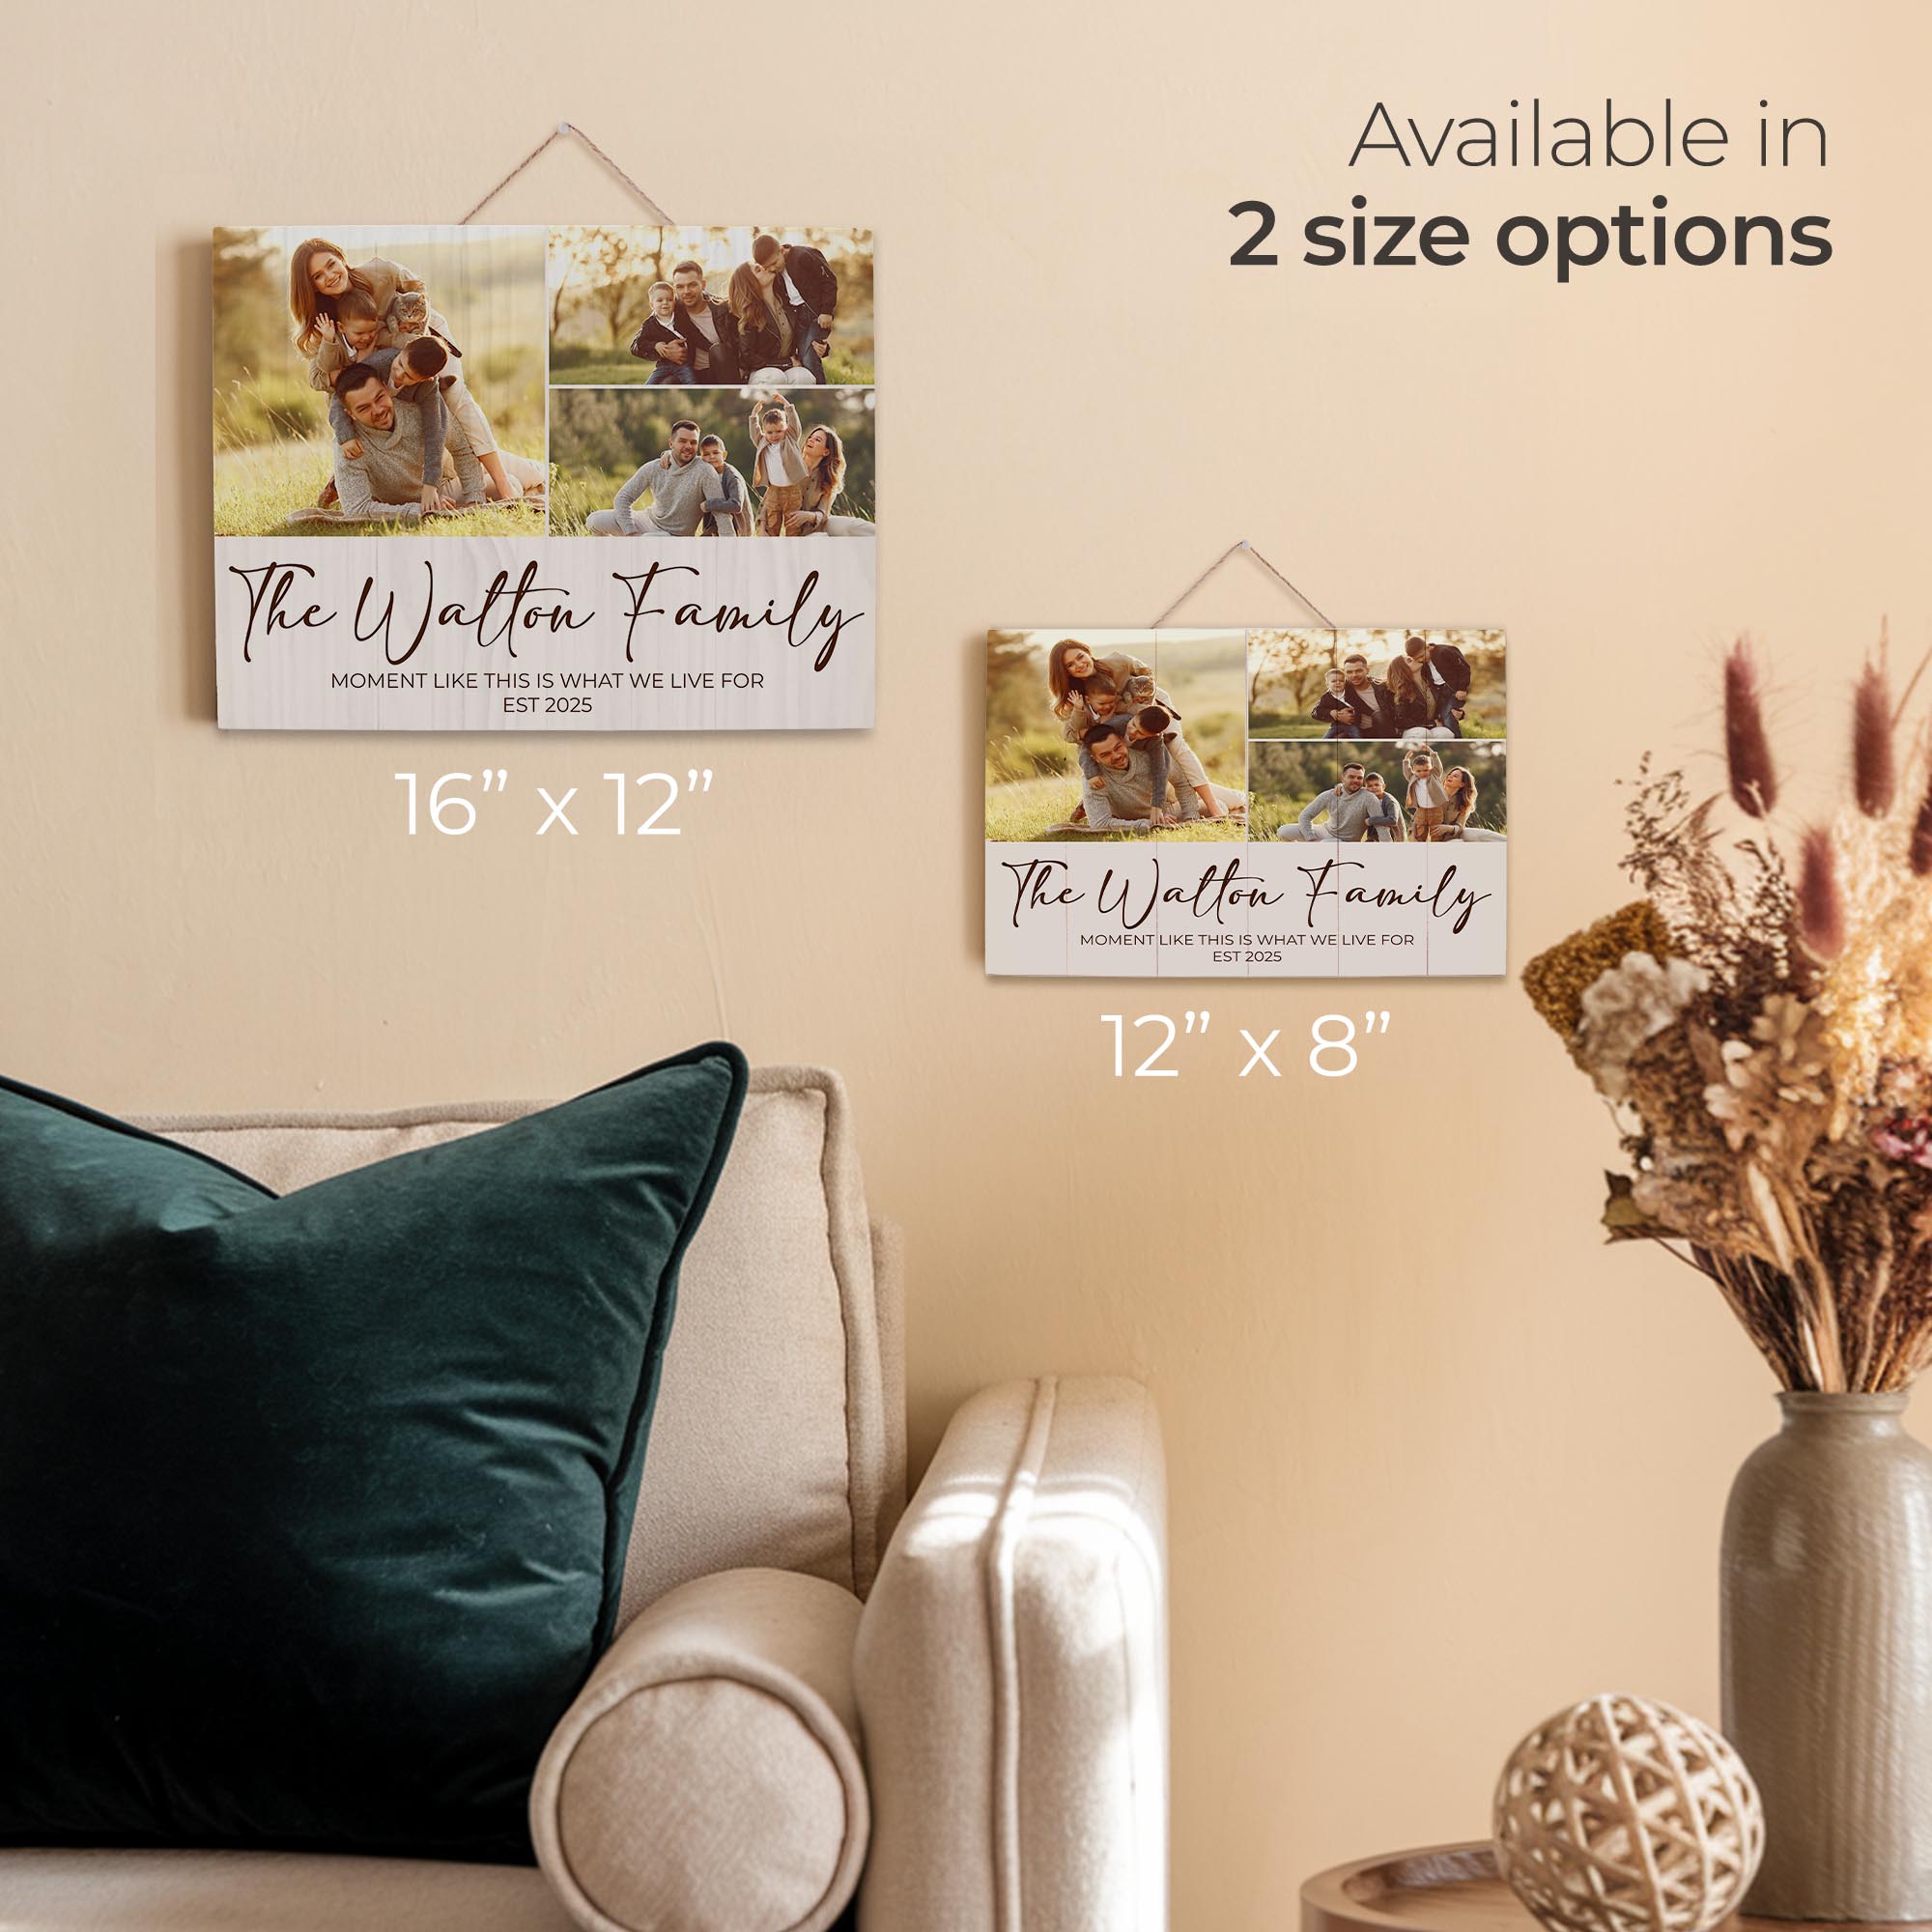 Available in
2 size options
The Walton Family
MOMENT LIKE THIS IS WHAT WE LIVE FOR
EST 2025
16” x 12”
The Walton Family
MOMENT LIKE THIS IS WHAT WE LIVE FOR
EST 2025
12” x 8”